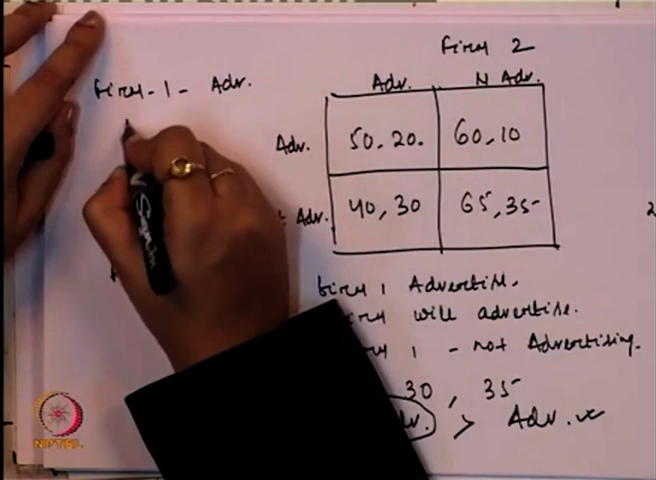 Firm 2
Firm - 1 - Adv.
Adv. N Adv.
Adv. 50, 20. 60, 10
Adv. 40, 30 65, 35
Firm 1 Advertise.
will advertise.
1 - not Advertising.
30, 35
> Adv.
NPTEL